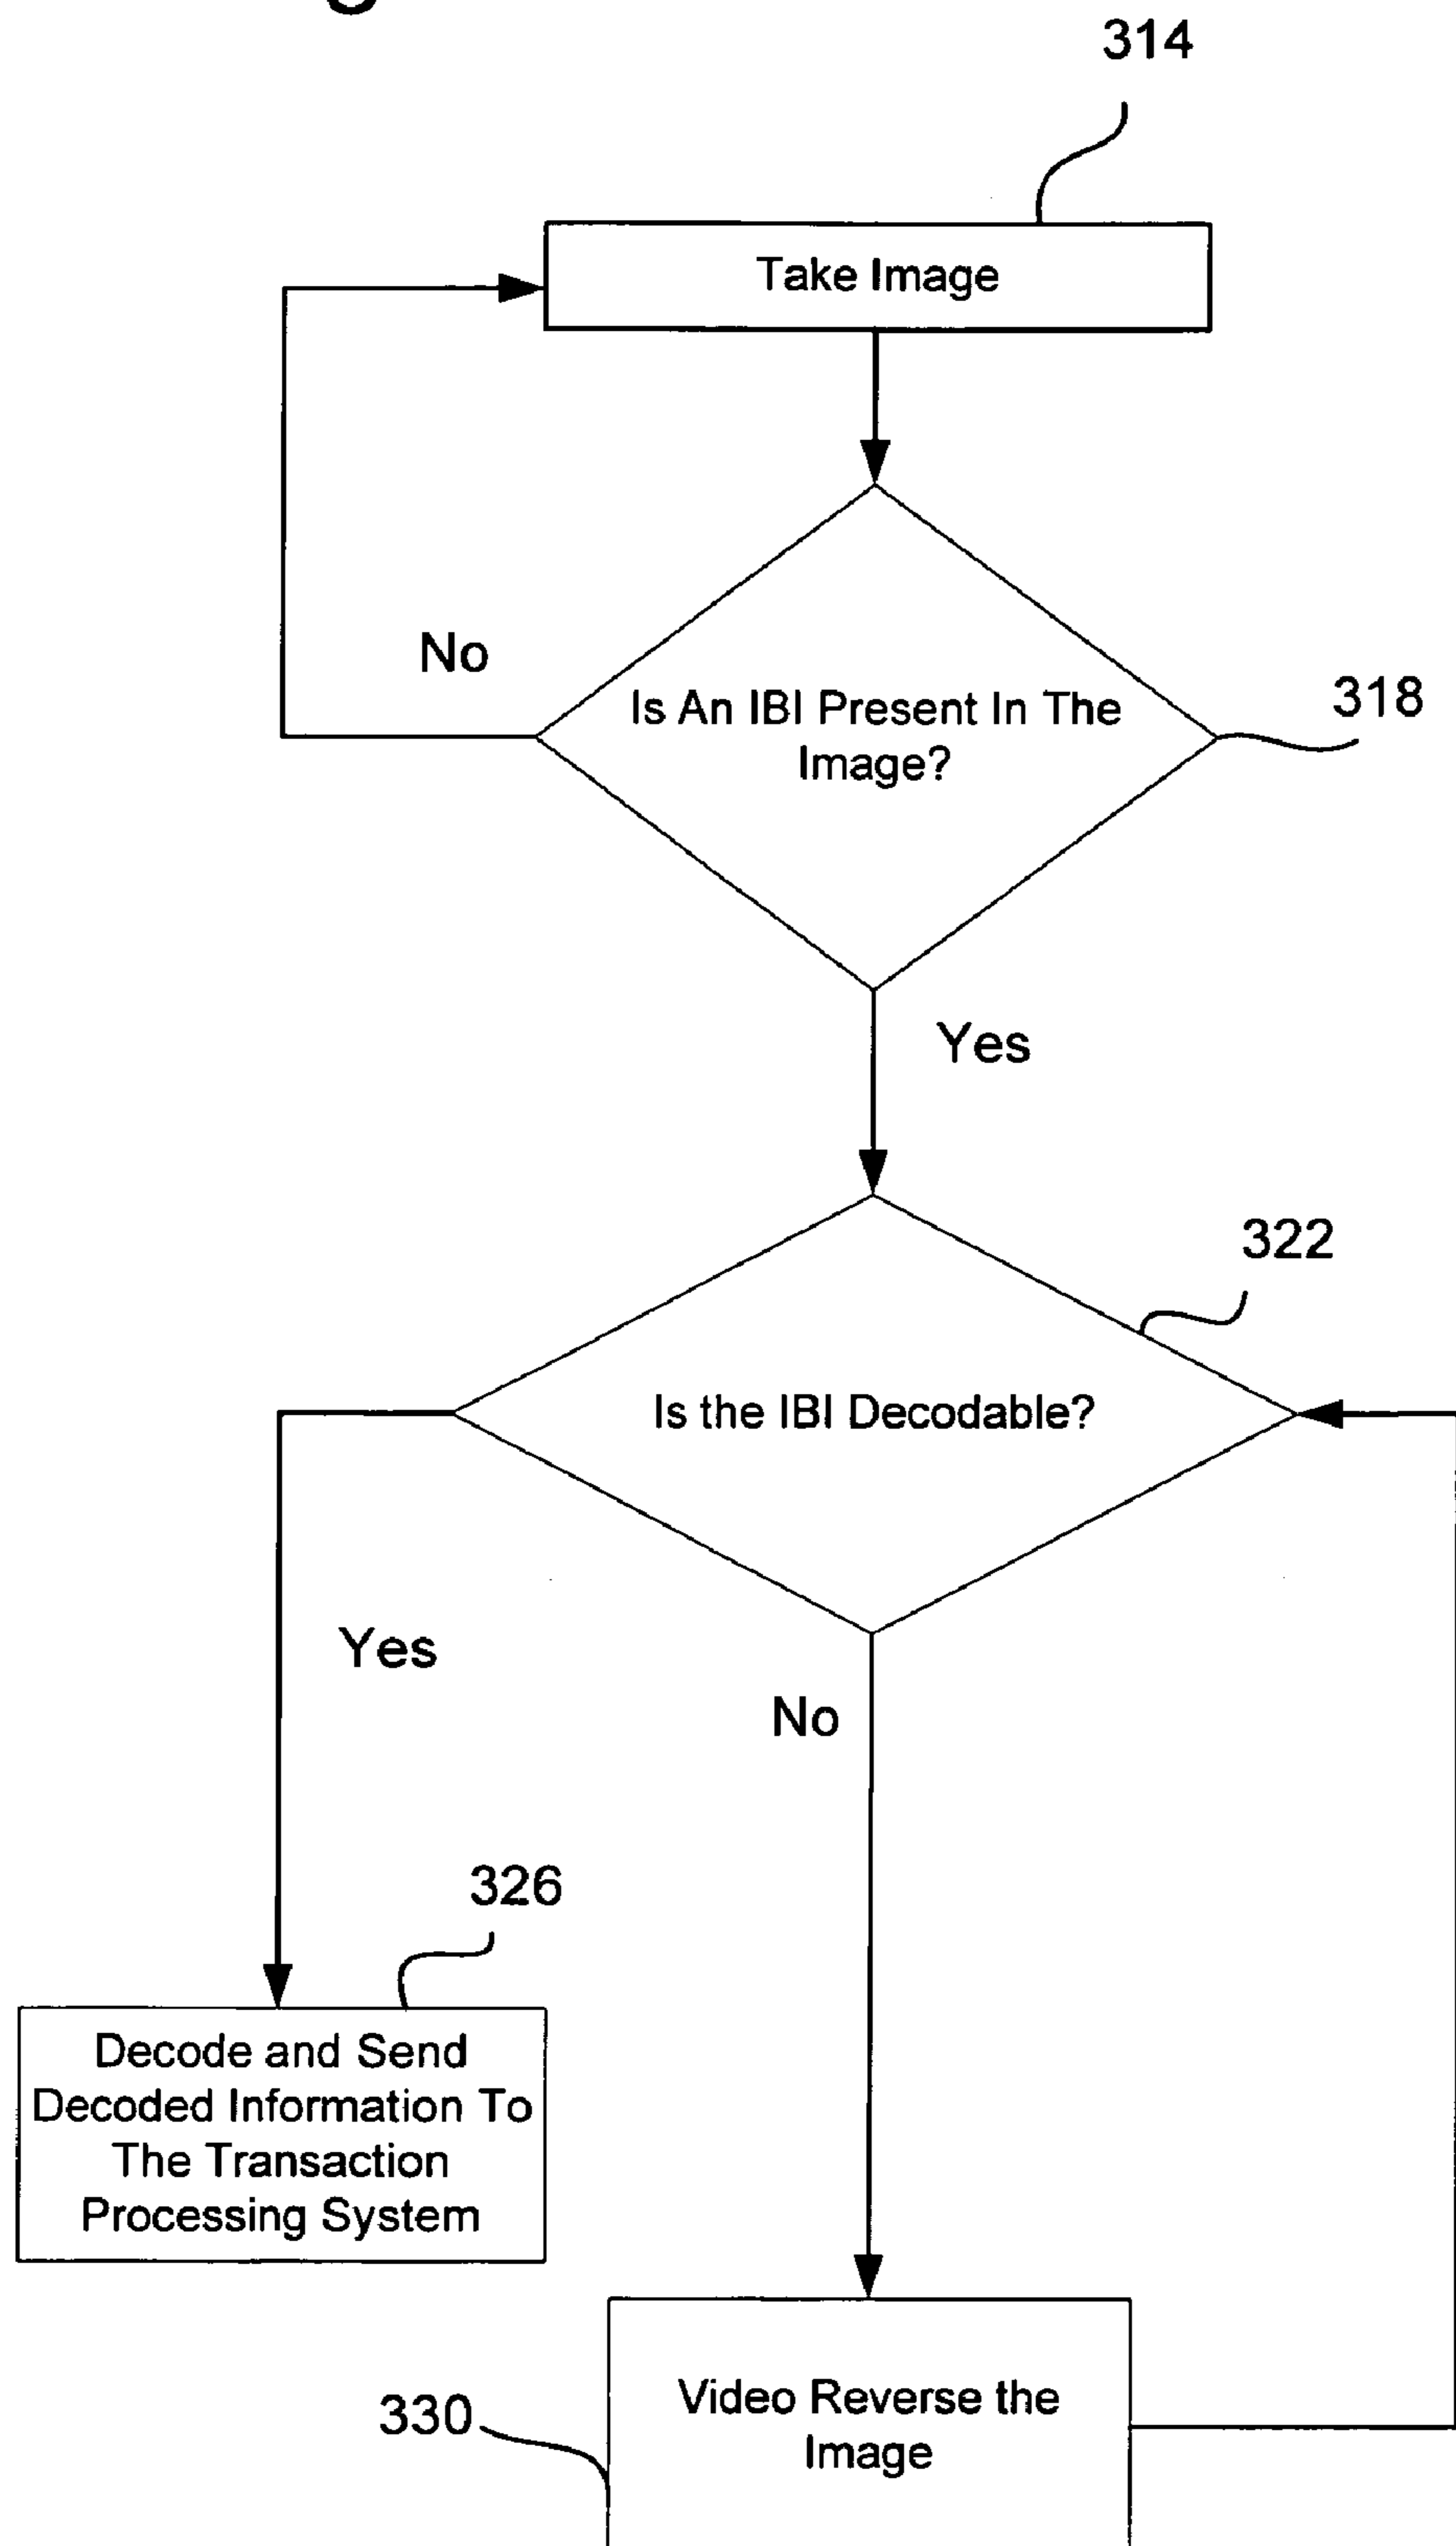 314
Take Image
No
Is An IBI Present In The
Image?
318
Yes
322
Is the IBI Decodable?
Yes
No
326
Decode and Send
Decoded Information To
The Transaction
Processing System
330
Video Reverse the
Image